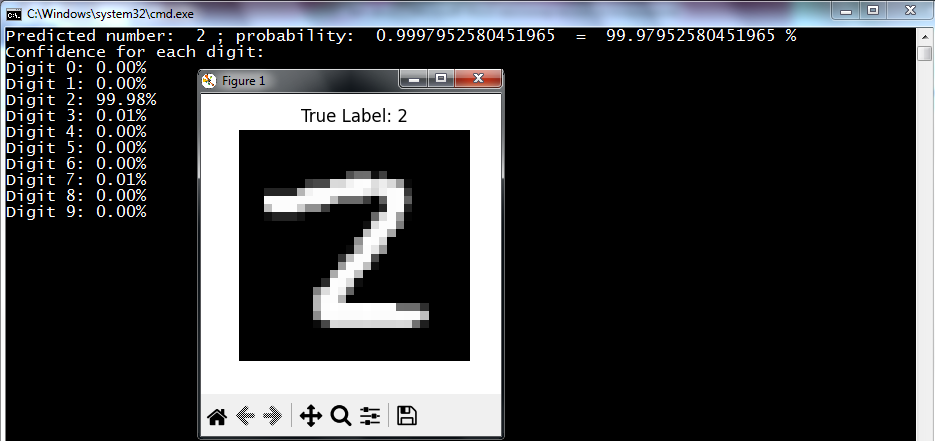 C:\Windows\system32\cmd.exe
Predicted number:  2 ; probability:  0.9997952580451965  =  99.97952580451965 %
Confidence for each digit:
Digit 0: 0.00%
Digit 1: 0.00%
Digit 2: 99.98%
Digit 3: 0.01%
Digit 4: 0.00%
Digit 5: 0.00%
Digit 6: 0.00%
Digit 7: 0.01%
Digit 8: 0.00%
Digit 9: 0.00%
Figure 1
True Label: 2
2